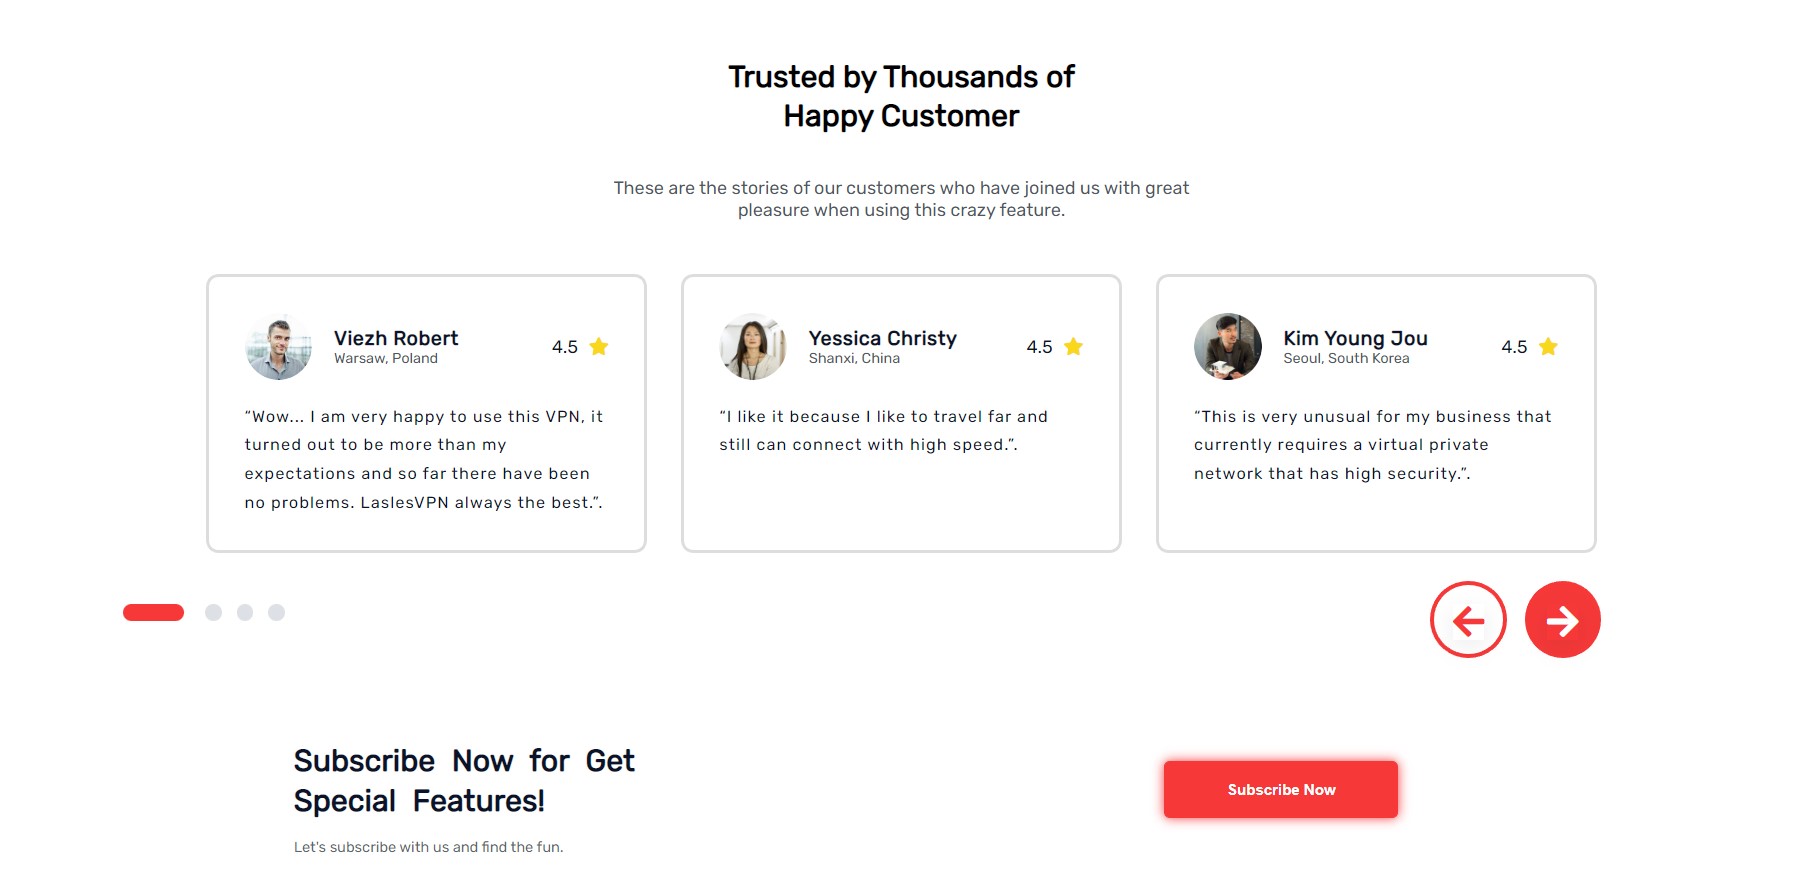 Trusted by Thousands of
Happy Customer
These are the stories of our customers who have joined us with great
pleasure when using this crazy feature.
Viezh Robert
Warsaw, Poland
4.5
“Wow... I am very happy to use this VPN, it
turned out to be more than my
expectations and so far there have been
no problems. LaslesVPN always the best.”.
Yessica Christy
Shanxi, China
4.5
“I like it because I like to travel far and
still can connect with high speed.”.
Kim Young Jou
Seoul, South Korea
4.5
“This is very unusual for my business that
currently requires a virtual private
network that has high security.”.
Subscribe Now for Get
Special Features!
Let's subscribe with us and find the fun.
Subscribe Now